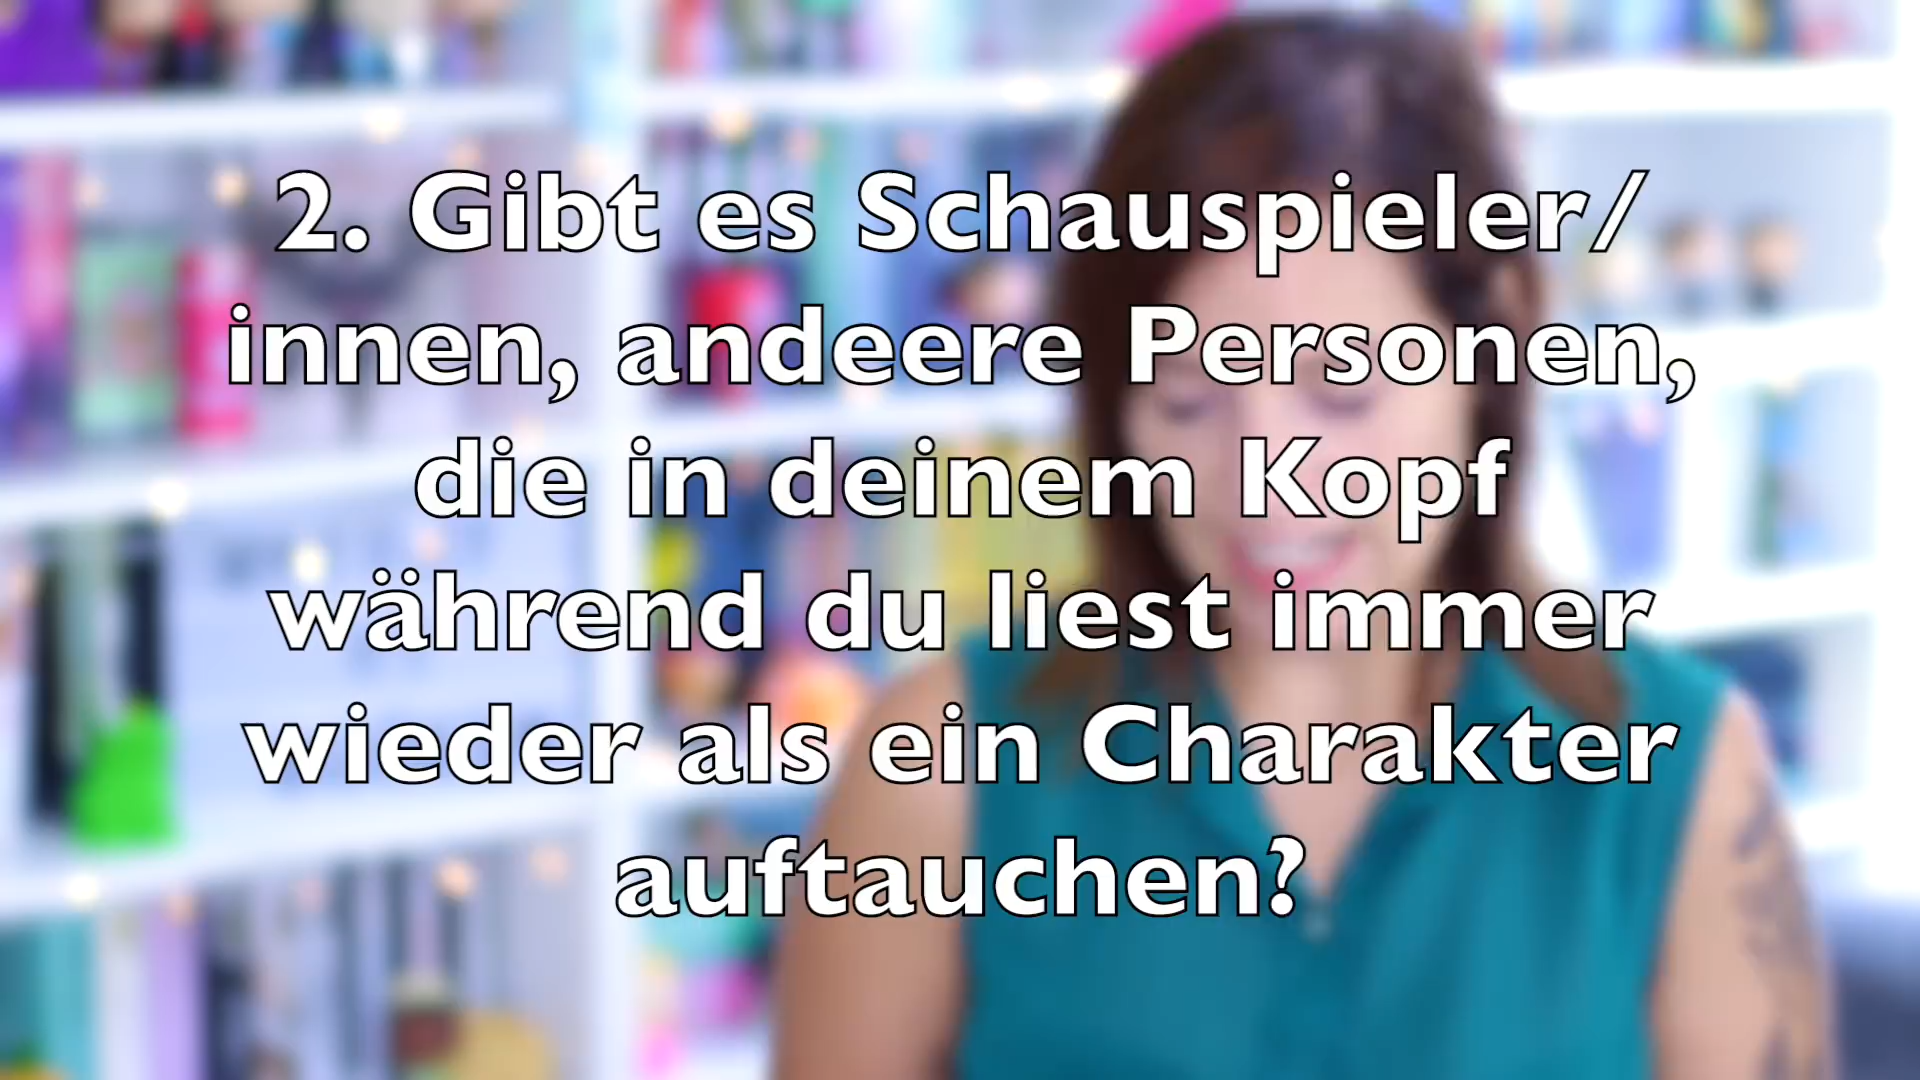 2. Gibt es Schauspieler/
innen, andeere Personen,
die in deinem Kopf
während du liest immer
wieder als ein Charakter
auftauchen?